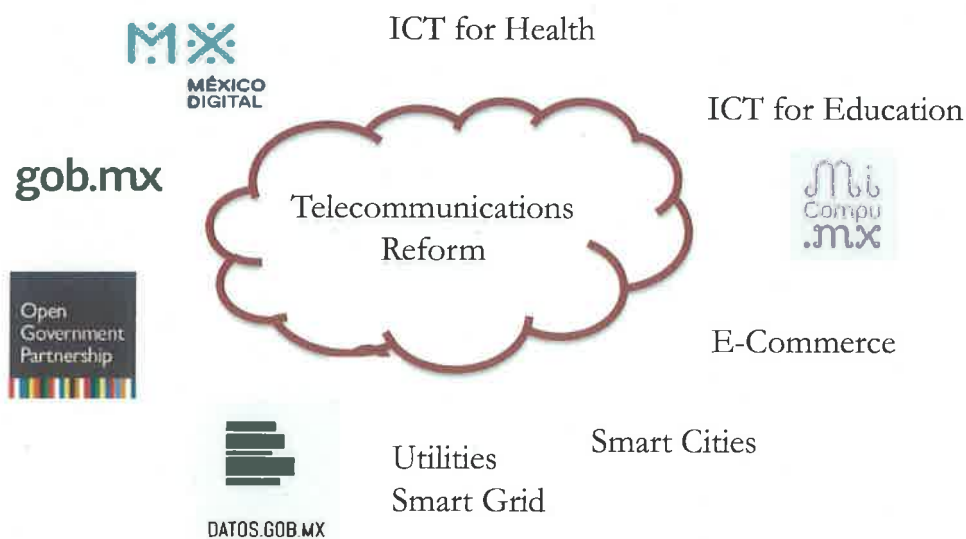 ICT for Health
MÉXICO
DIGITAL
ICT for Education
gob.mx
Mi
Compu
.mx
Telecommunications
Reform
Open
Government
Partnership
E-Commerce
Smart Cities
Utilities
Smart Grid
DATOS.GOB.MX